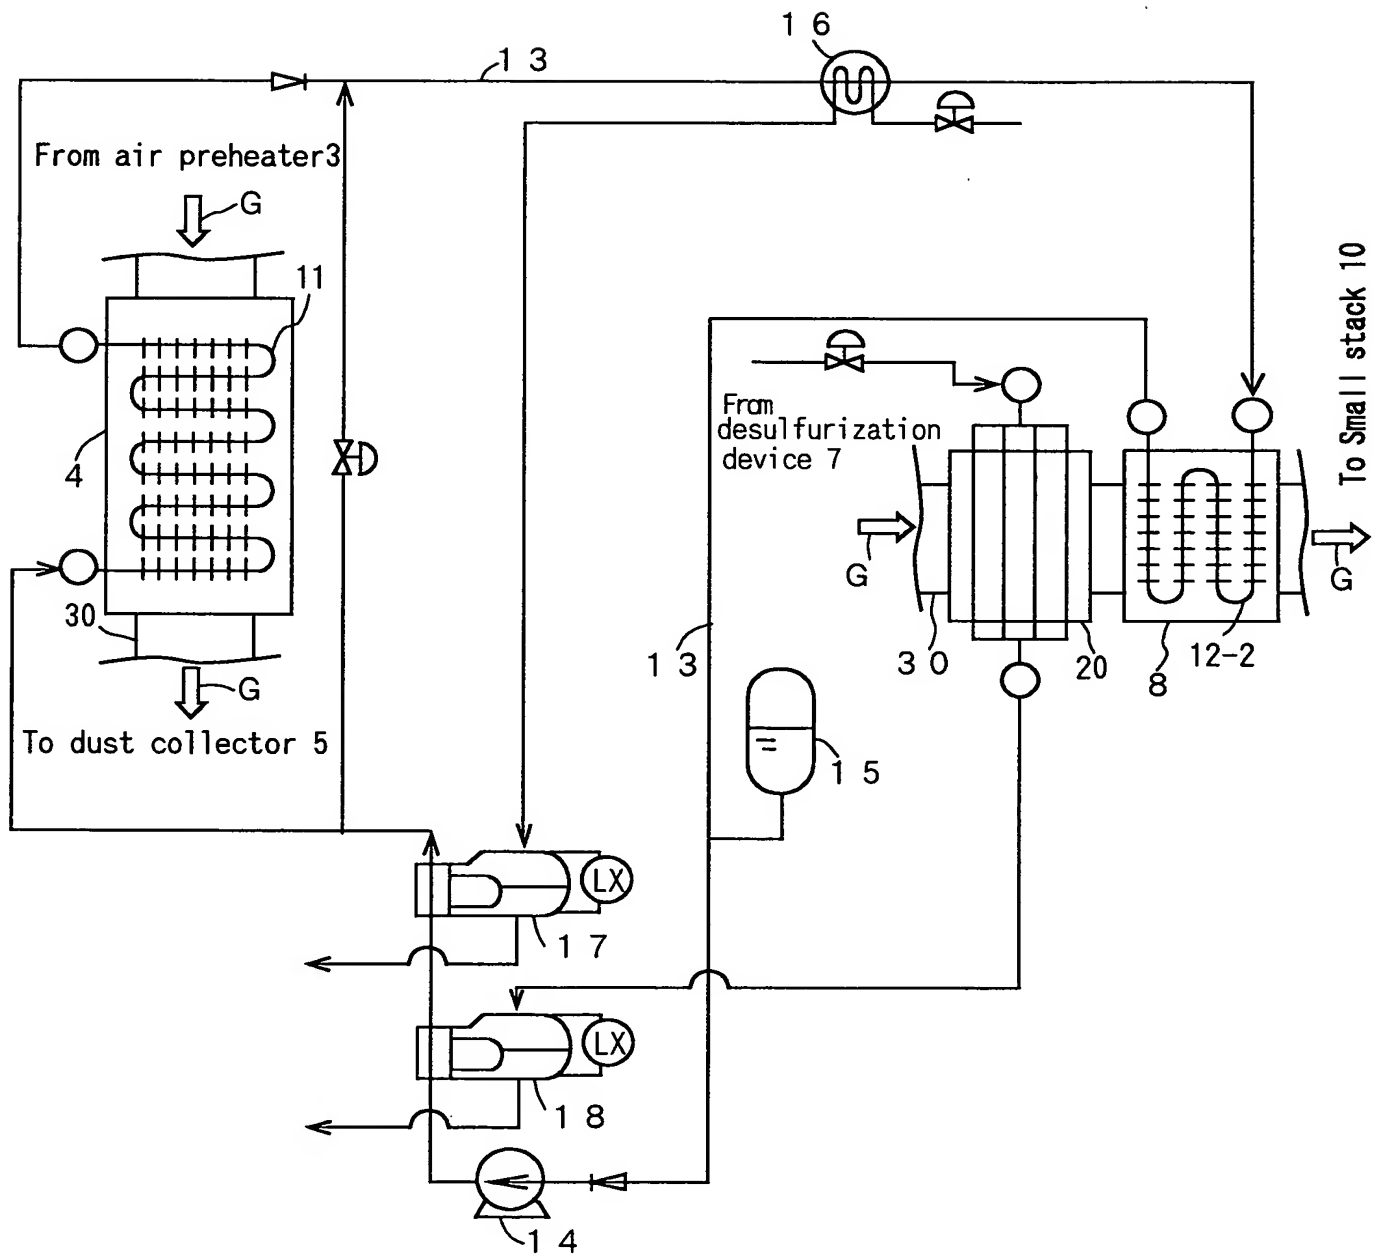 16
13
From air preheater3
G
11
To Small stack 10
4
From
desulfurization
device 7
G
G
30
30
13
20
8
12-2
G
To dust collector 5
15
LX
17
LX
18
14